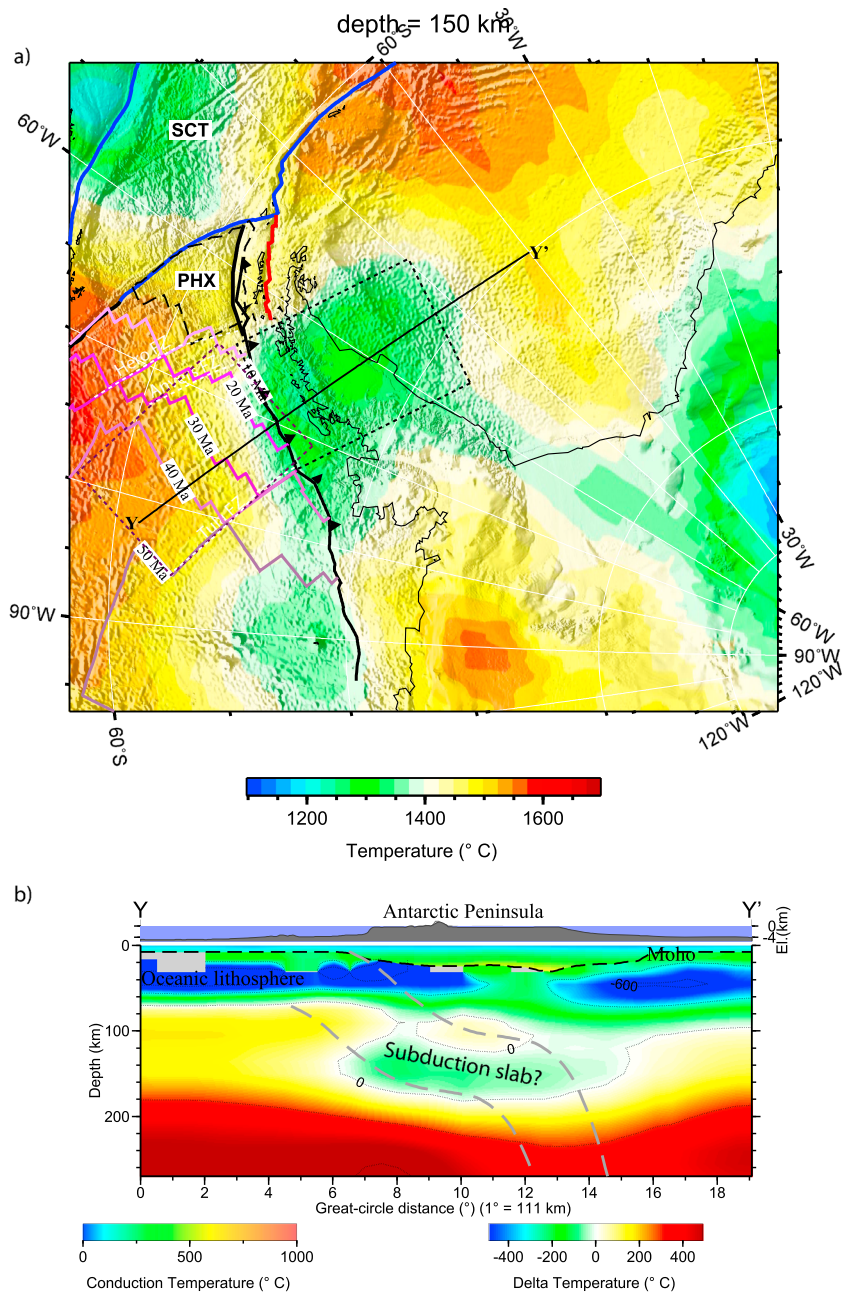 depth = 150 km
a)
60°S
30°W
60°W
SCT
Y'
PHX
10 Ma
20 Ma
30 Ma
40 Ma
Y
50 Ma
90°W
30°W
60°W
90°W
120°W
120°W
60°S
1200
1400
1600
Temperature (° C)
b)
Y
Antarctic Peninsula
Y’
0
-4
El.(km)
0
Moho
Oceanic lithosphere
-600
100
0
Subduction slab?
0
Depth (km)
200
0
2
4
6
8
10
12
14
16
18
Great-circle distance (°) (1° = 111 km)
0
500
1000
-400
-200
0
200
400
Conduction Temperature (° C)
Delta Temperature (° C)